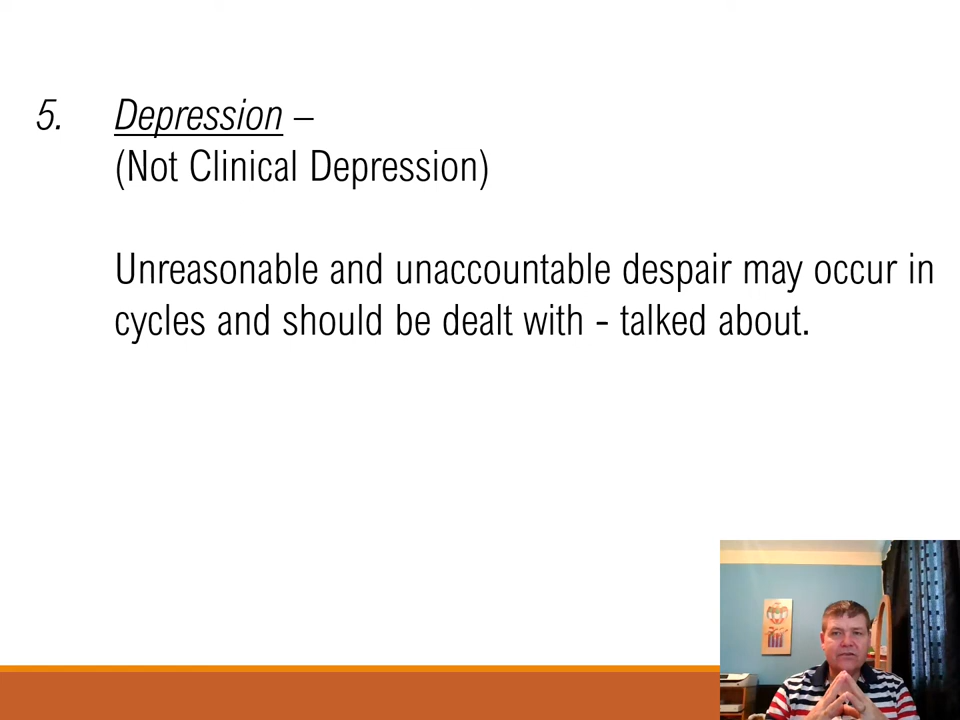 5. Depression –
(Not Clinical Depression)
Unreasonable and unaccountable despair may occur in
cycles and should be dealt with - talked about.